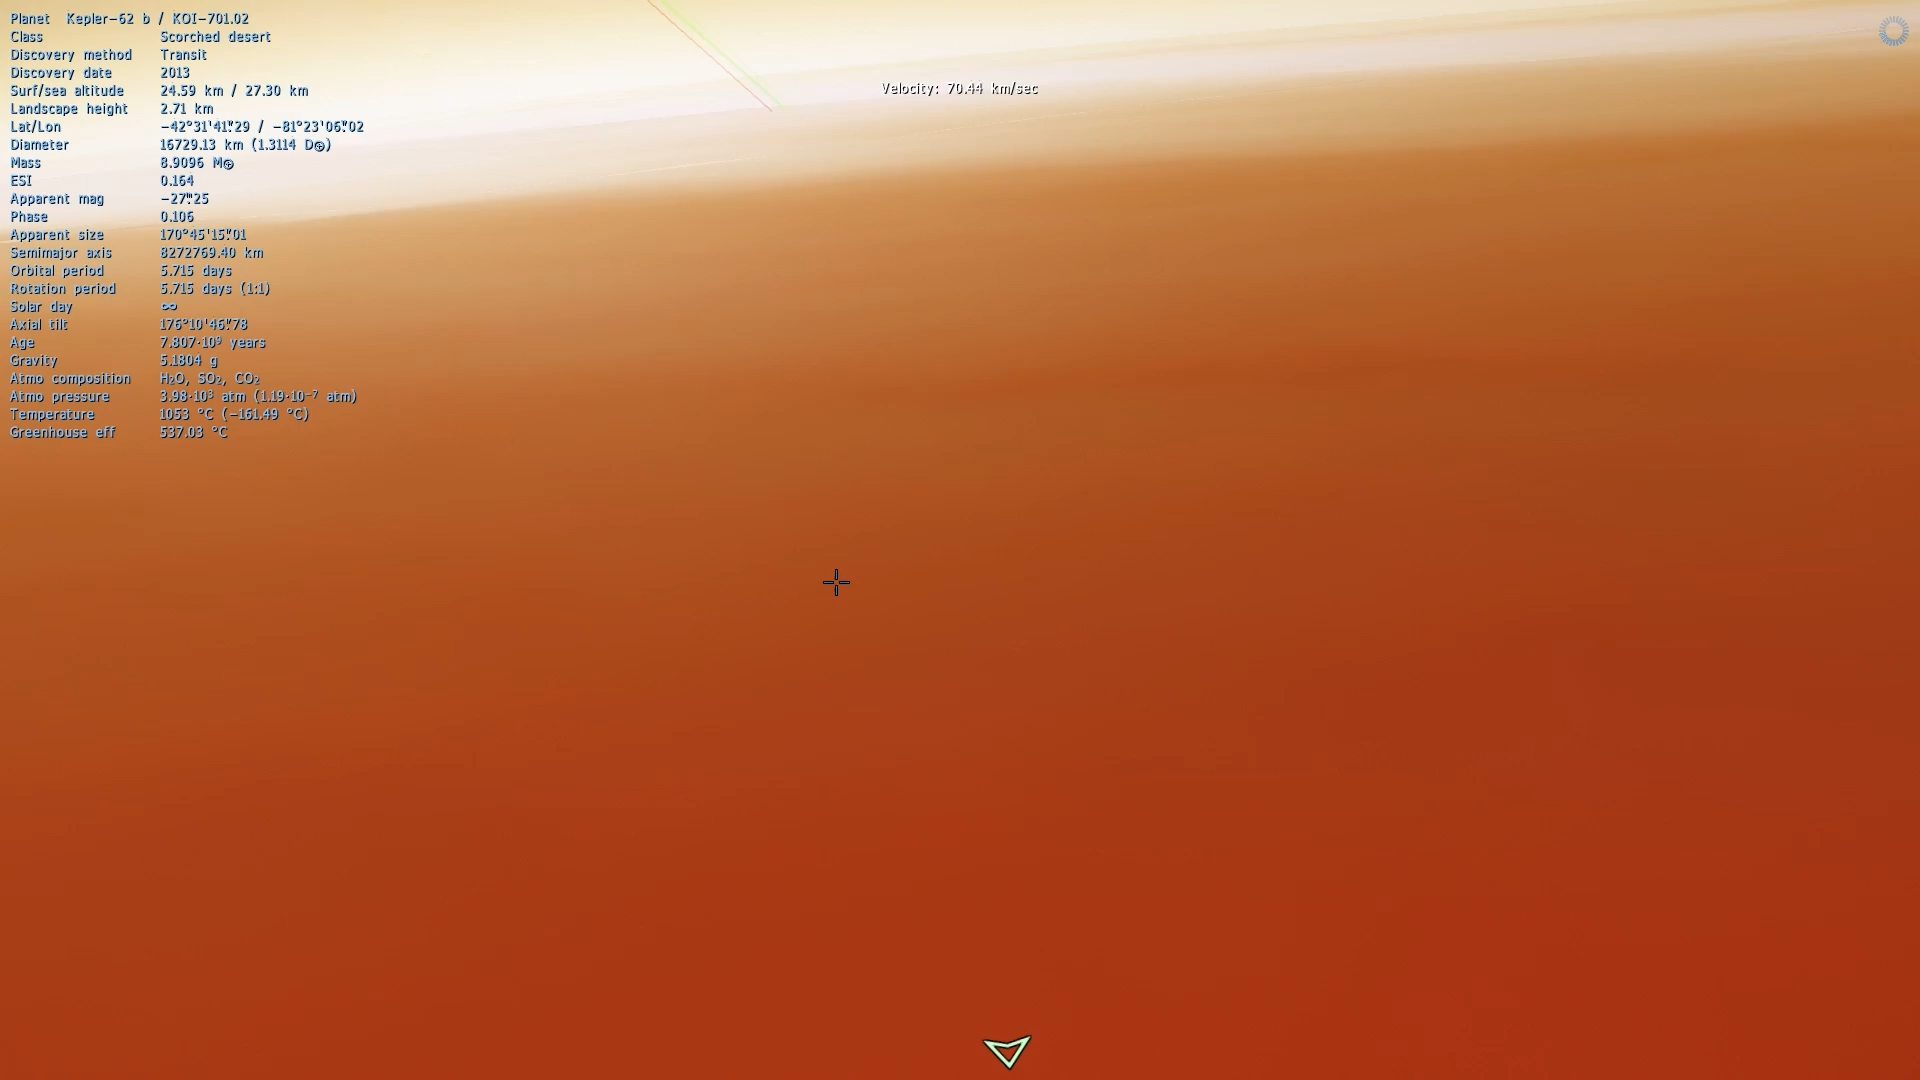 Planet Kepler-62 b / KOI-701.02
Class Scorched desert
Discovery method Transit
Discovery date 2013
Surf/sea altitude 24.59 km / 27.30 km
Landscape height 2.71 km
Lat/Lon -42°31'41"29 / -81°23'06"02
Diameter 16729.13 km (1.3114 D⊕)
Mass 8.9096 M⊕
ESI 0.164
Apparent mag -27ᵐ25
Phase 0.106
Apparent size 170°45'15"01
Semimajor axis 8272769.40 km
Orbital period 5.715 days
Rotation period 5.715 days (1:1)
Solar day ∞
Axial tilt 176°10'46"78
Age 7.807·10⁹ years
Gravity 5.1804 g
Atmo composition H₂O, SO₂, CO₂
Atmo pressure 3.98·10³ atm (1.19·10⁻⁷ atm)
Temperature 1053 °C (-161.49 °C)
Greenhouse eff 537.03 °C
Velocity: 70.44 km/sec